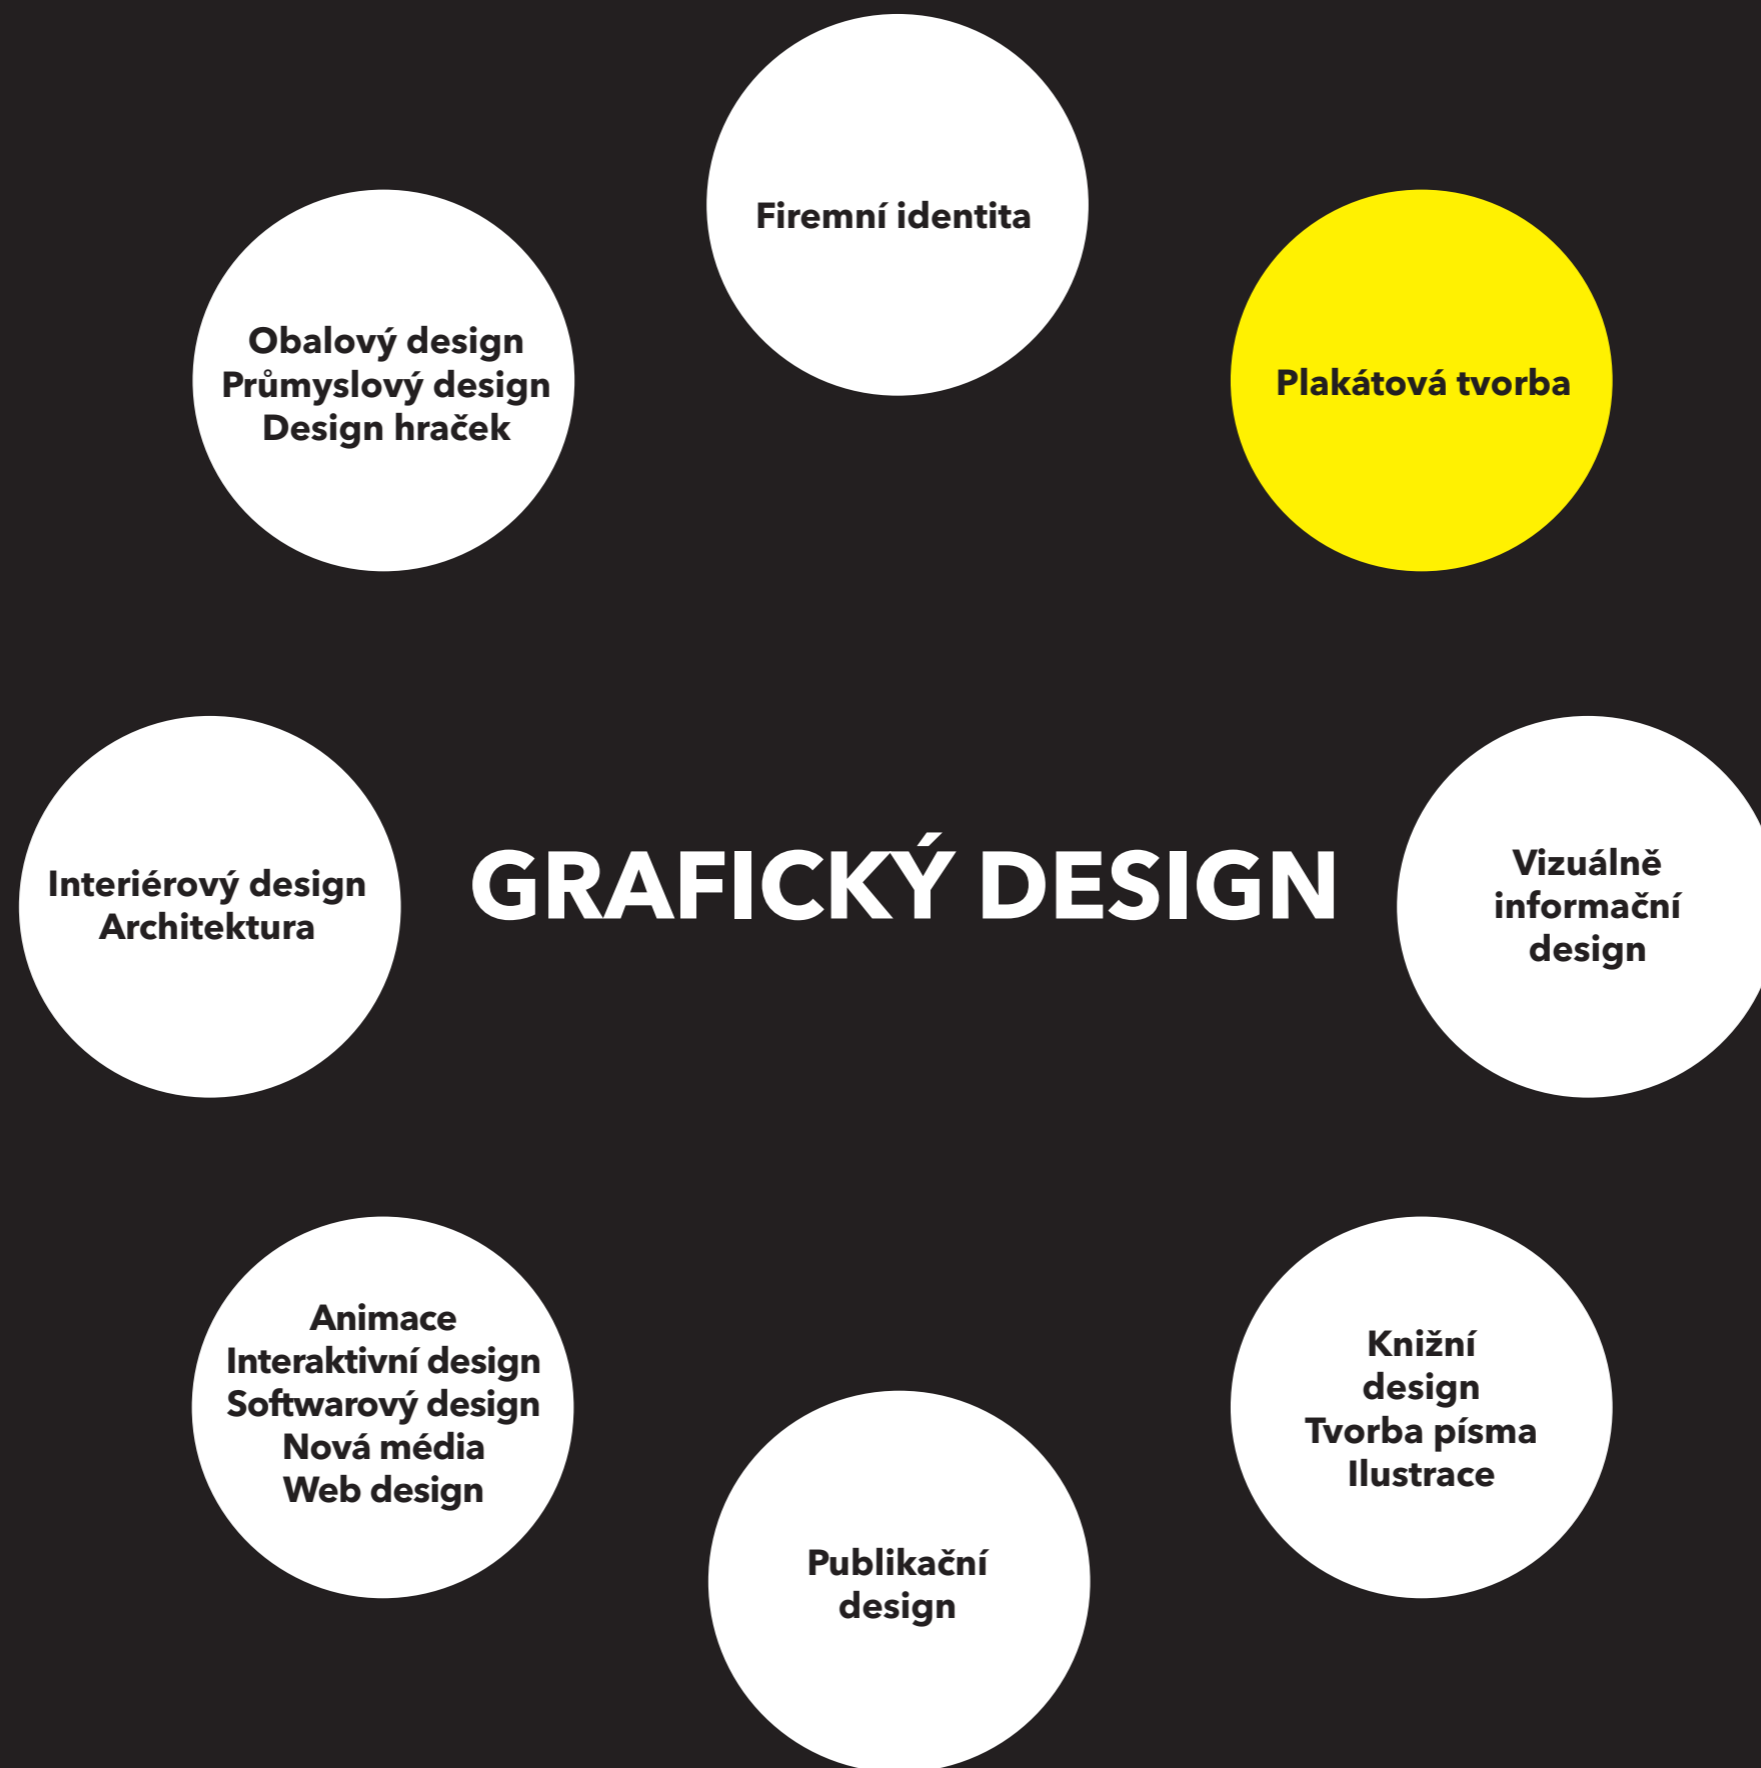 Firemní identita
Obalový design
Průmyslový design
Design hraček
Plakátová tvorba
Interiérový design
Architektura
GRAFICKÝ DESIGN
Vizuálně
informační
design
Animace
Interaktivní design
Softwarový design
Nová média
Web design
Knižní
design
Tvorba písma
Ilustrace
Publikační
design